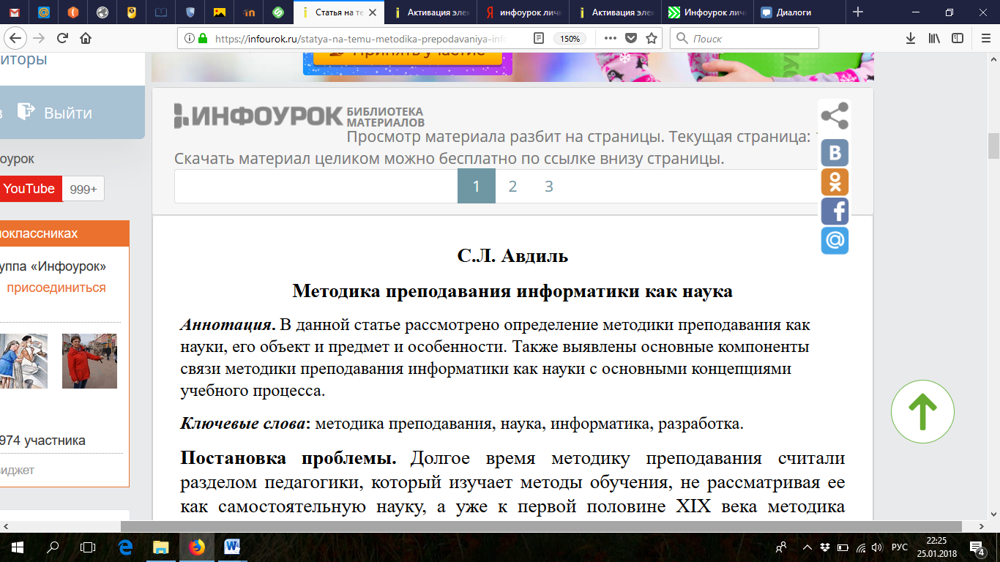 Статья на те
Активация элек
инфоурок личн
Активация элек
Инфоурок личн
Диалоги
https://infourok.ru/statya-na-temu-metodika-prepodavaniya-info
150%
Поиск
Принять участие
иторы
в Выйти
оурок
YouTube 999+
ноклассниках
уппа «Инфоурок»
присоединиться
974 участника
виджет
ИНФОУРОК БИБЛИОТЕКА
МАТЕРИАЛОВ
Просмотр материала разбит на страницы. Текущая страница:
Скачать материал целиком можно бесплатно по ссылке внизу страницы.
1 2 3
С.Л. Авдиль
Методика преподавания информатики как наука
Аннотация. В данной статье рассмотрено определение методики преподавания как
науки, его объект и предмет и особенности. Также выявлены основные компоненты
связи методики преподавания информатики как науки с основными концепциями
учебного процесса.
Ключевые слова: методика преподавания, наука, информатика, разработка.
Постановка проблемы. Долгое время методику преподавания считали
разделом педагогики, который изучает методы обучения, не рассматривая ее
как самостоятельную науку, а уже к первой половине XIX века методика
РУС
22:25
25.01.2018
4